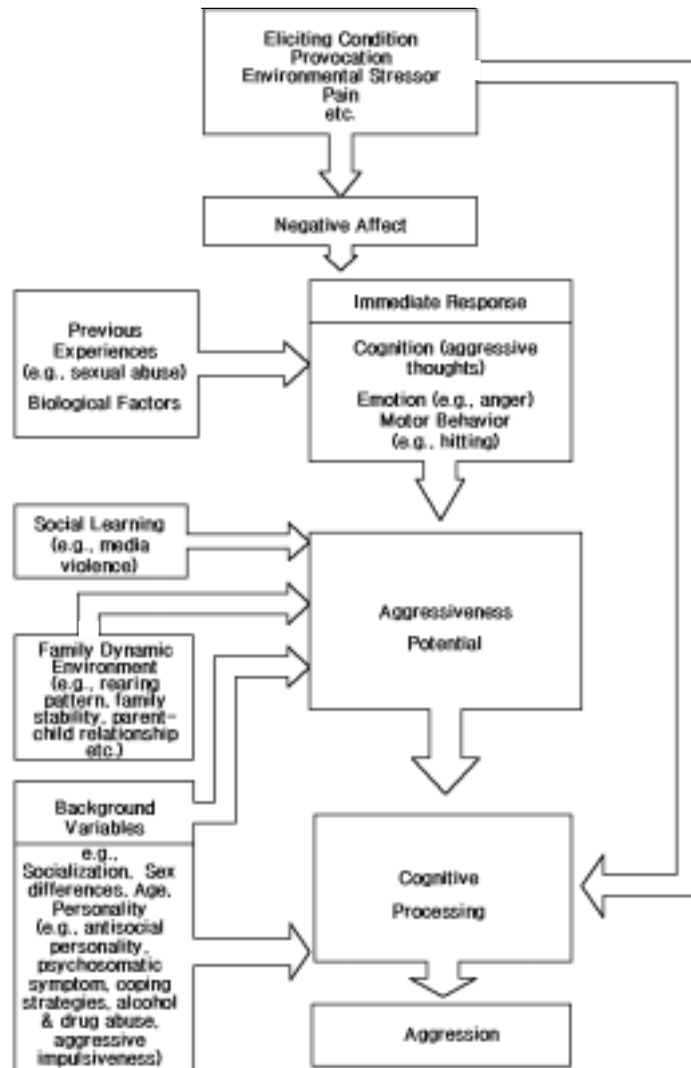 Eliciting Condition
Provocation
Environmental Stressor
Pain
etc.
Negative Affect
Immediate Response
Cognition (aggressive
thoughts)
Emotion (e.g., anger)
Motor Behavior
(e.g., hitting)
Previous
Experiences
(e.g., sexual abuse)
Biological Factors
Social Learning
(e.g., media
violence)
Aggressiveness
Potential
Family Dynamic
Environment
(e.g., rearing
pattern, family
stability, parent-
child relationship
etc.)
Background
Variables
e.g.,
Socialization, Sex
differences, Age,
Personality
(e.g., antisocial
personality,
psychosomatic
symptom, coping
strategies, alcohol
& drug abuse,
aggressive
impulsiveness)
Cognitive
Processing
Aggression